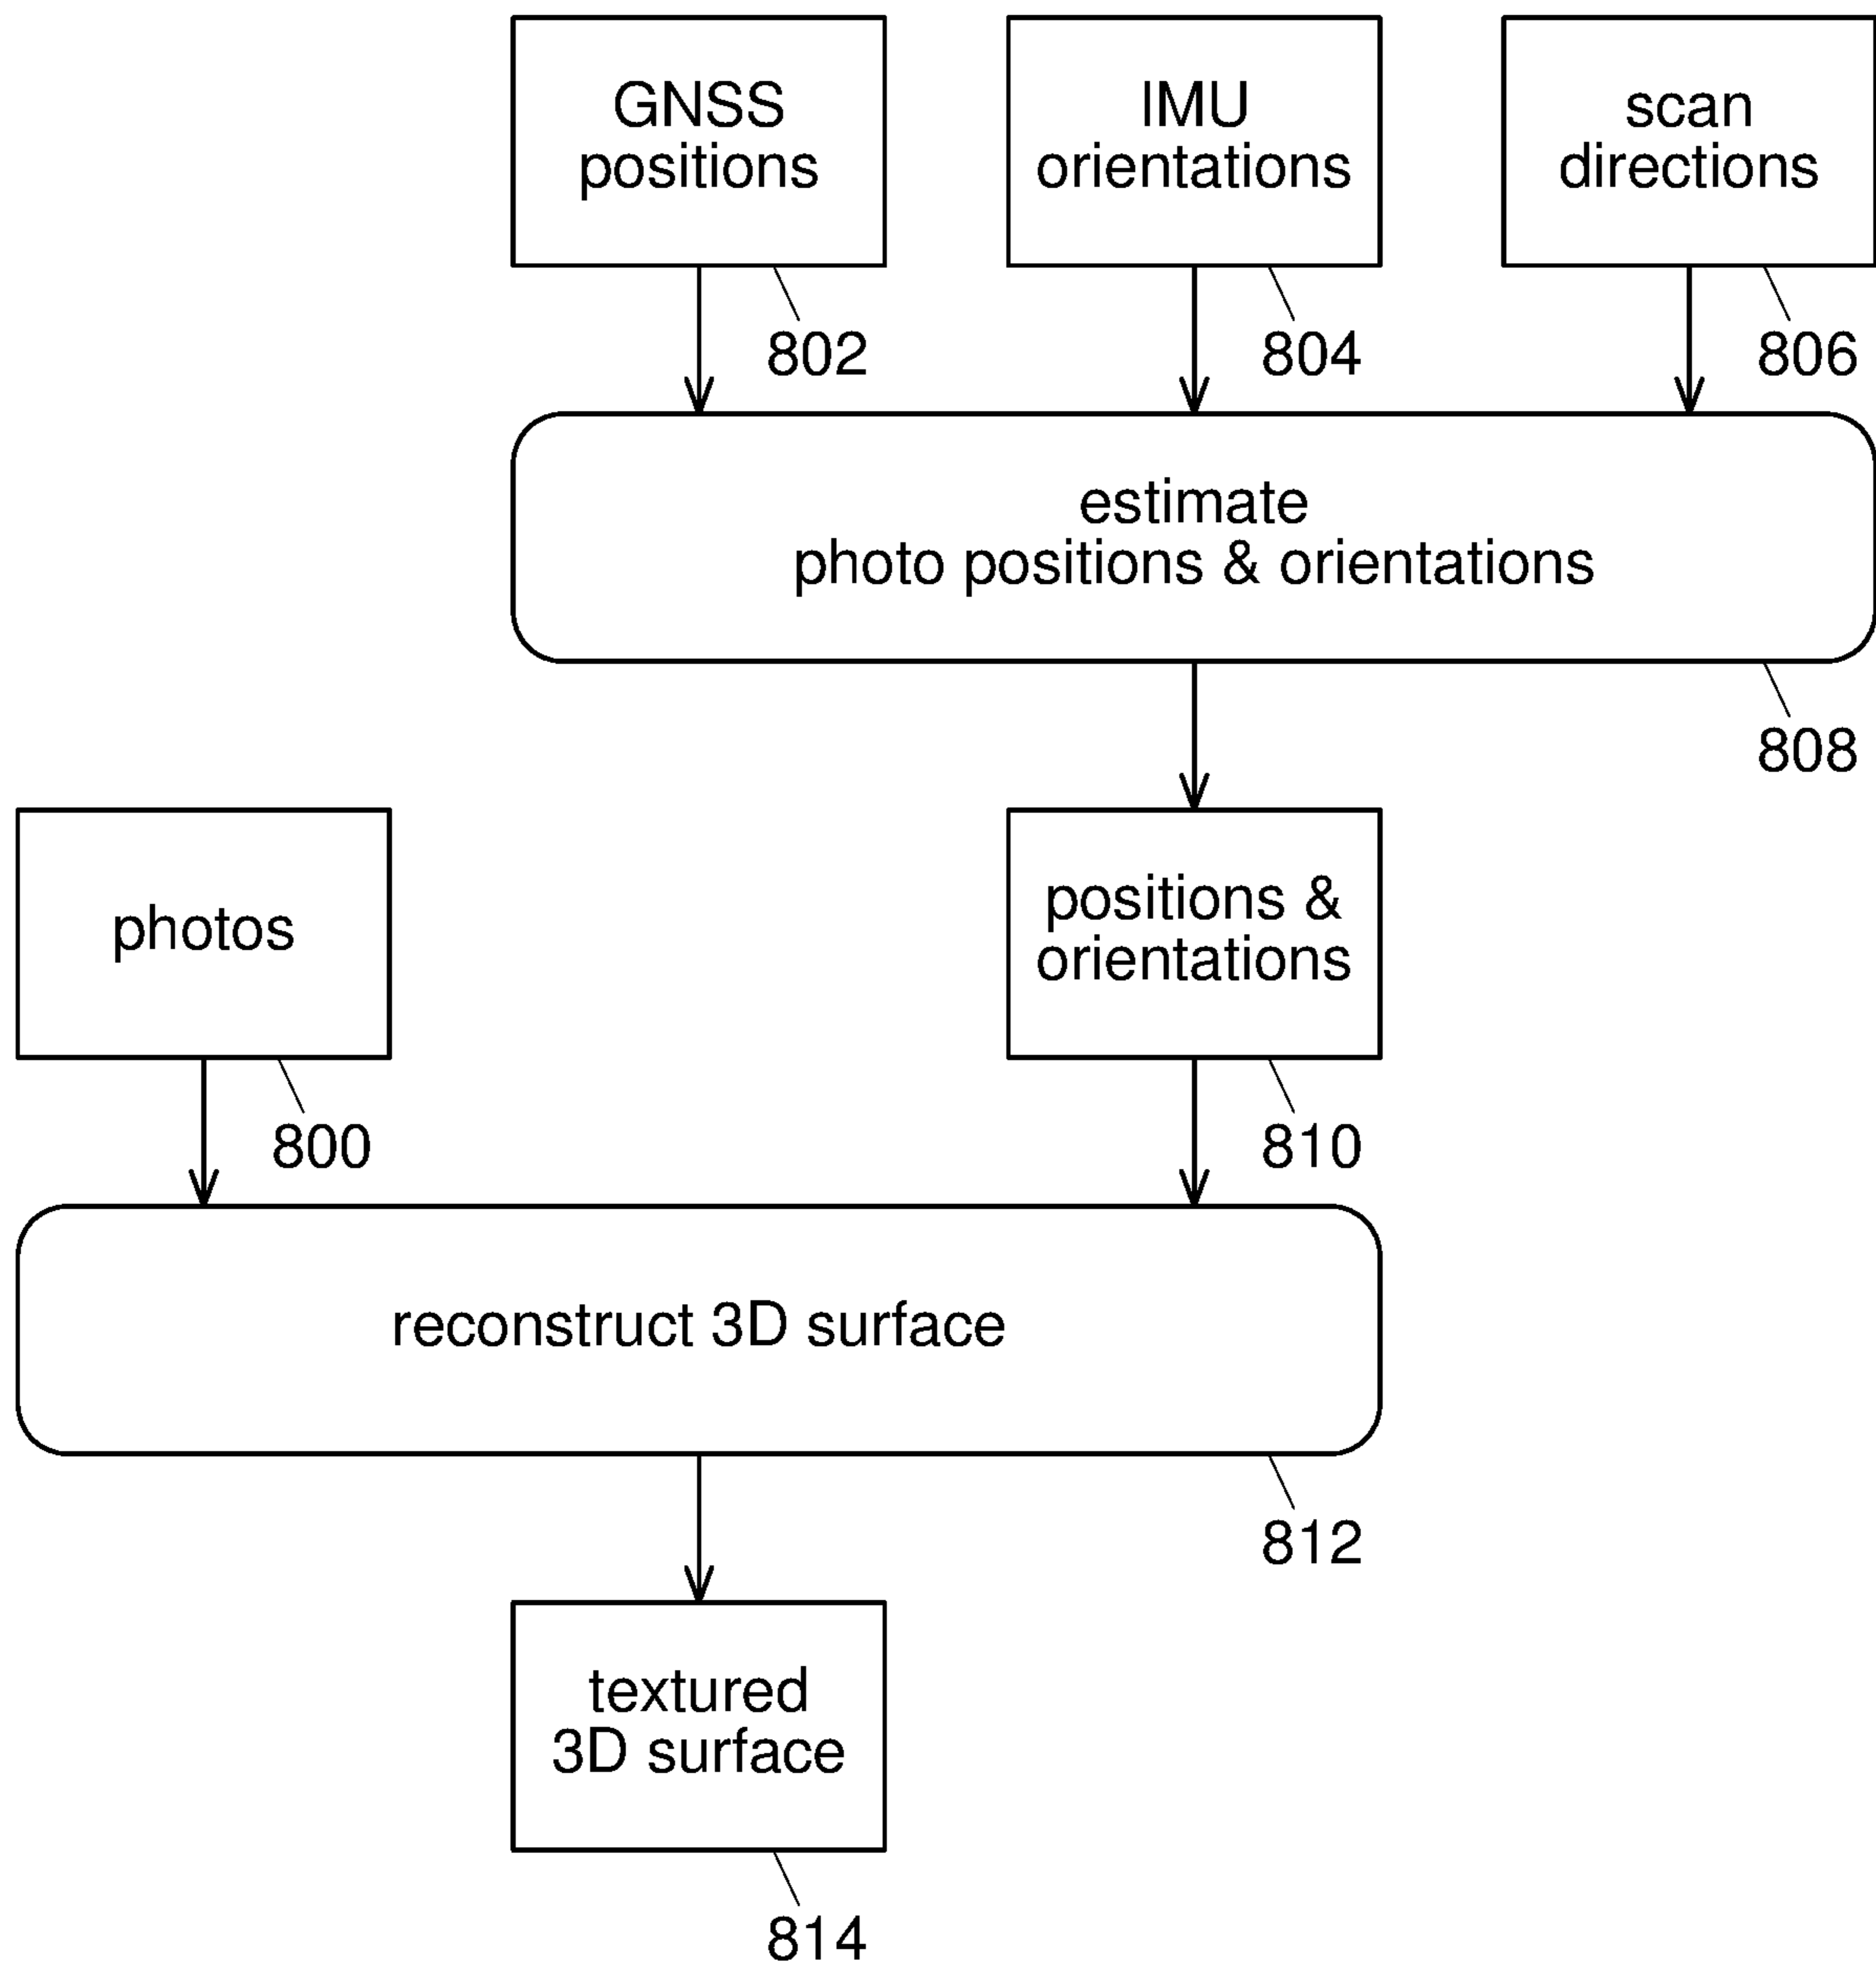 GNSS
positions
IMU
orientations
scan
directions
802
804
806
estimate
photo positions & orientations
808
photos
positions &
orientations
800
810
reconstruct 3D surface
812
textured
3D surface
814